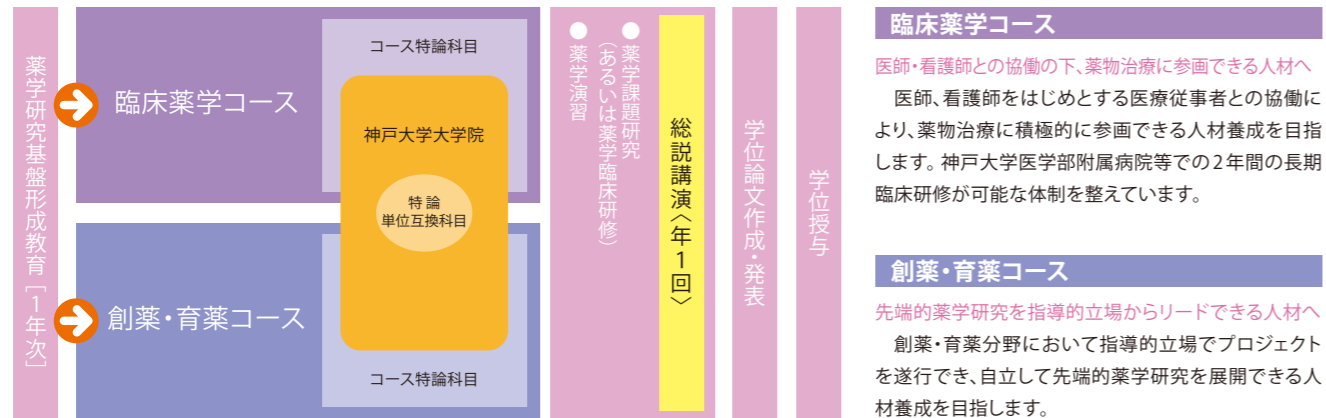 薬学研究基盤形成教育［1年次］
臨床薬学コース
創薬・育薬コース
コース特論科目
神戸大学大学院
特 論
単位互換科目
コース特論科目
●薬学課題研究
（あるいは薬学臨床研修）
●薬学演習
総説講演〈年1回〉
学位論文作成・発表
学位授与
臨床薬学コース
医師・看護師との協働の下、薬物治療に参画できる人材へ
　医師、看護師をはじめとする医療従事者との協働に
より、薬物治療に積極的に参画できる人材養成を目指
します。神戸大学医学部附属病院等での2年間の長期
臨床研修が可能な体制を整えています。
創薬・育薬コース
先端的薬学研究を指導的立場からリードできる人材へ
　創薬・育薬分野において指導的立場でプロジェクト
を遂行でき、自立して先端的薬学研究を展開できる人
材養成を目指します。